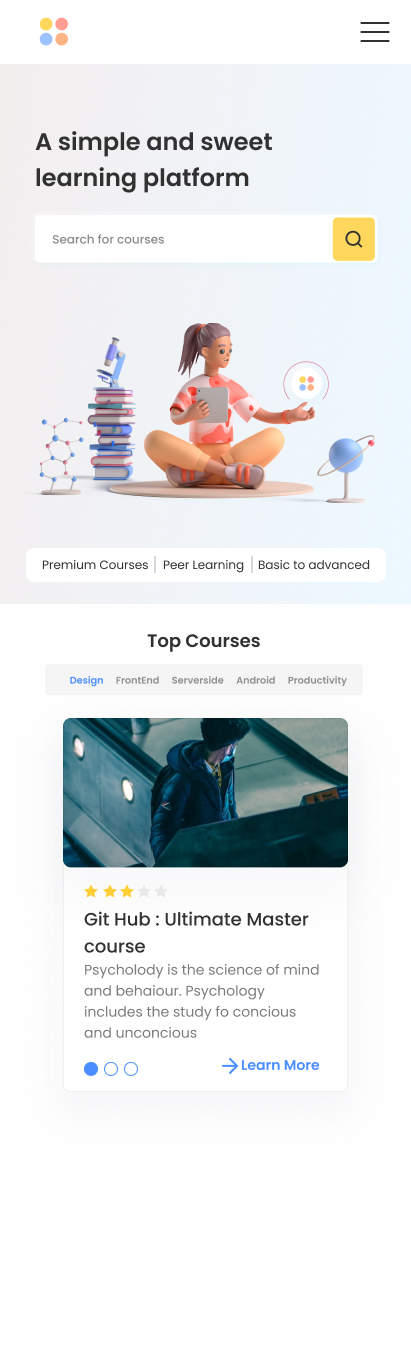 A simple and sweet
learning platform
Search for courses
Premium Courses
Peer Learning
Basic to advanced
Top Courses
Design FrontEnd Serverside Android Productivity
Git Hub : Ultimate Master
course
Psycholody is the science of mind
and behaiour. Psychology
includes the study fo concious
and unconcious
Learn More